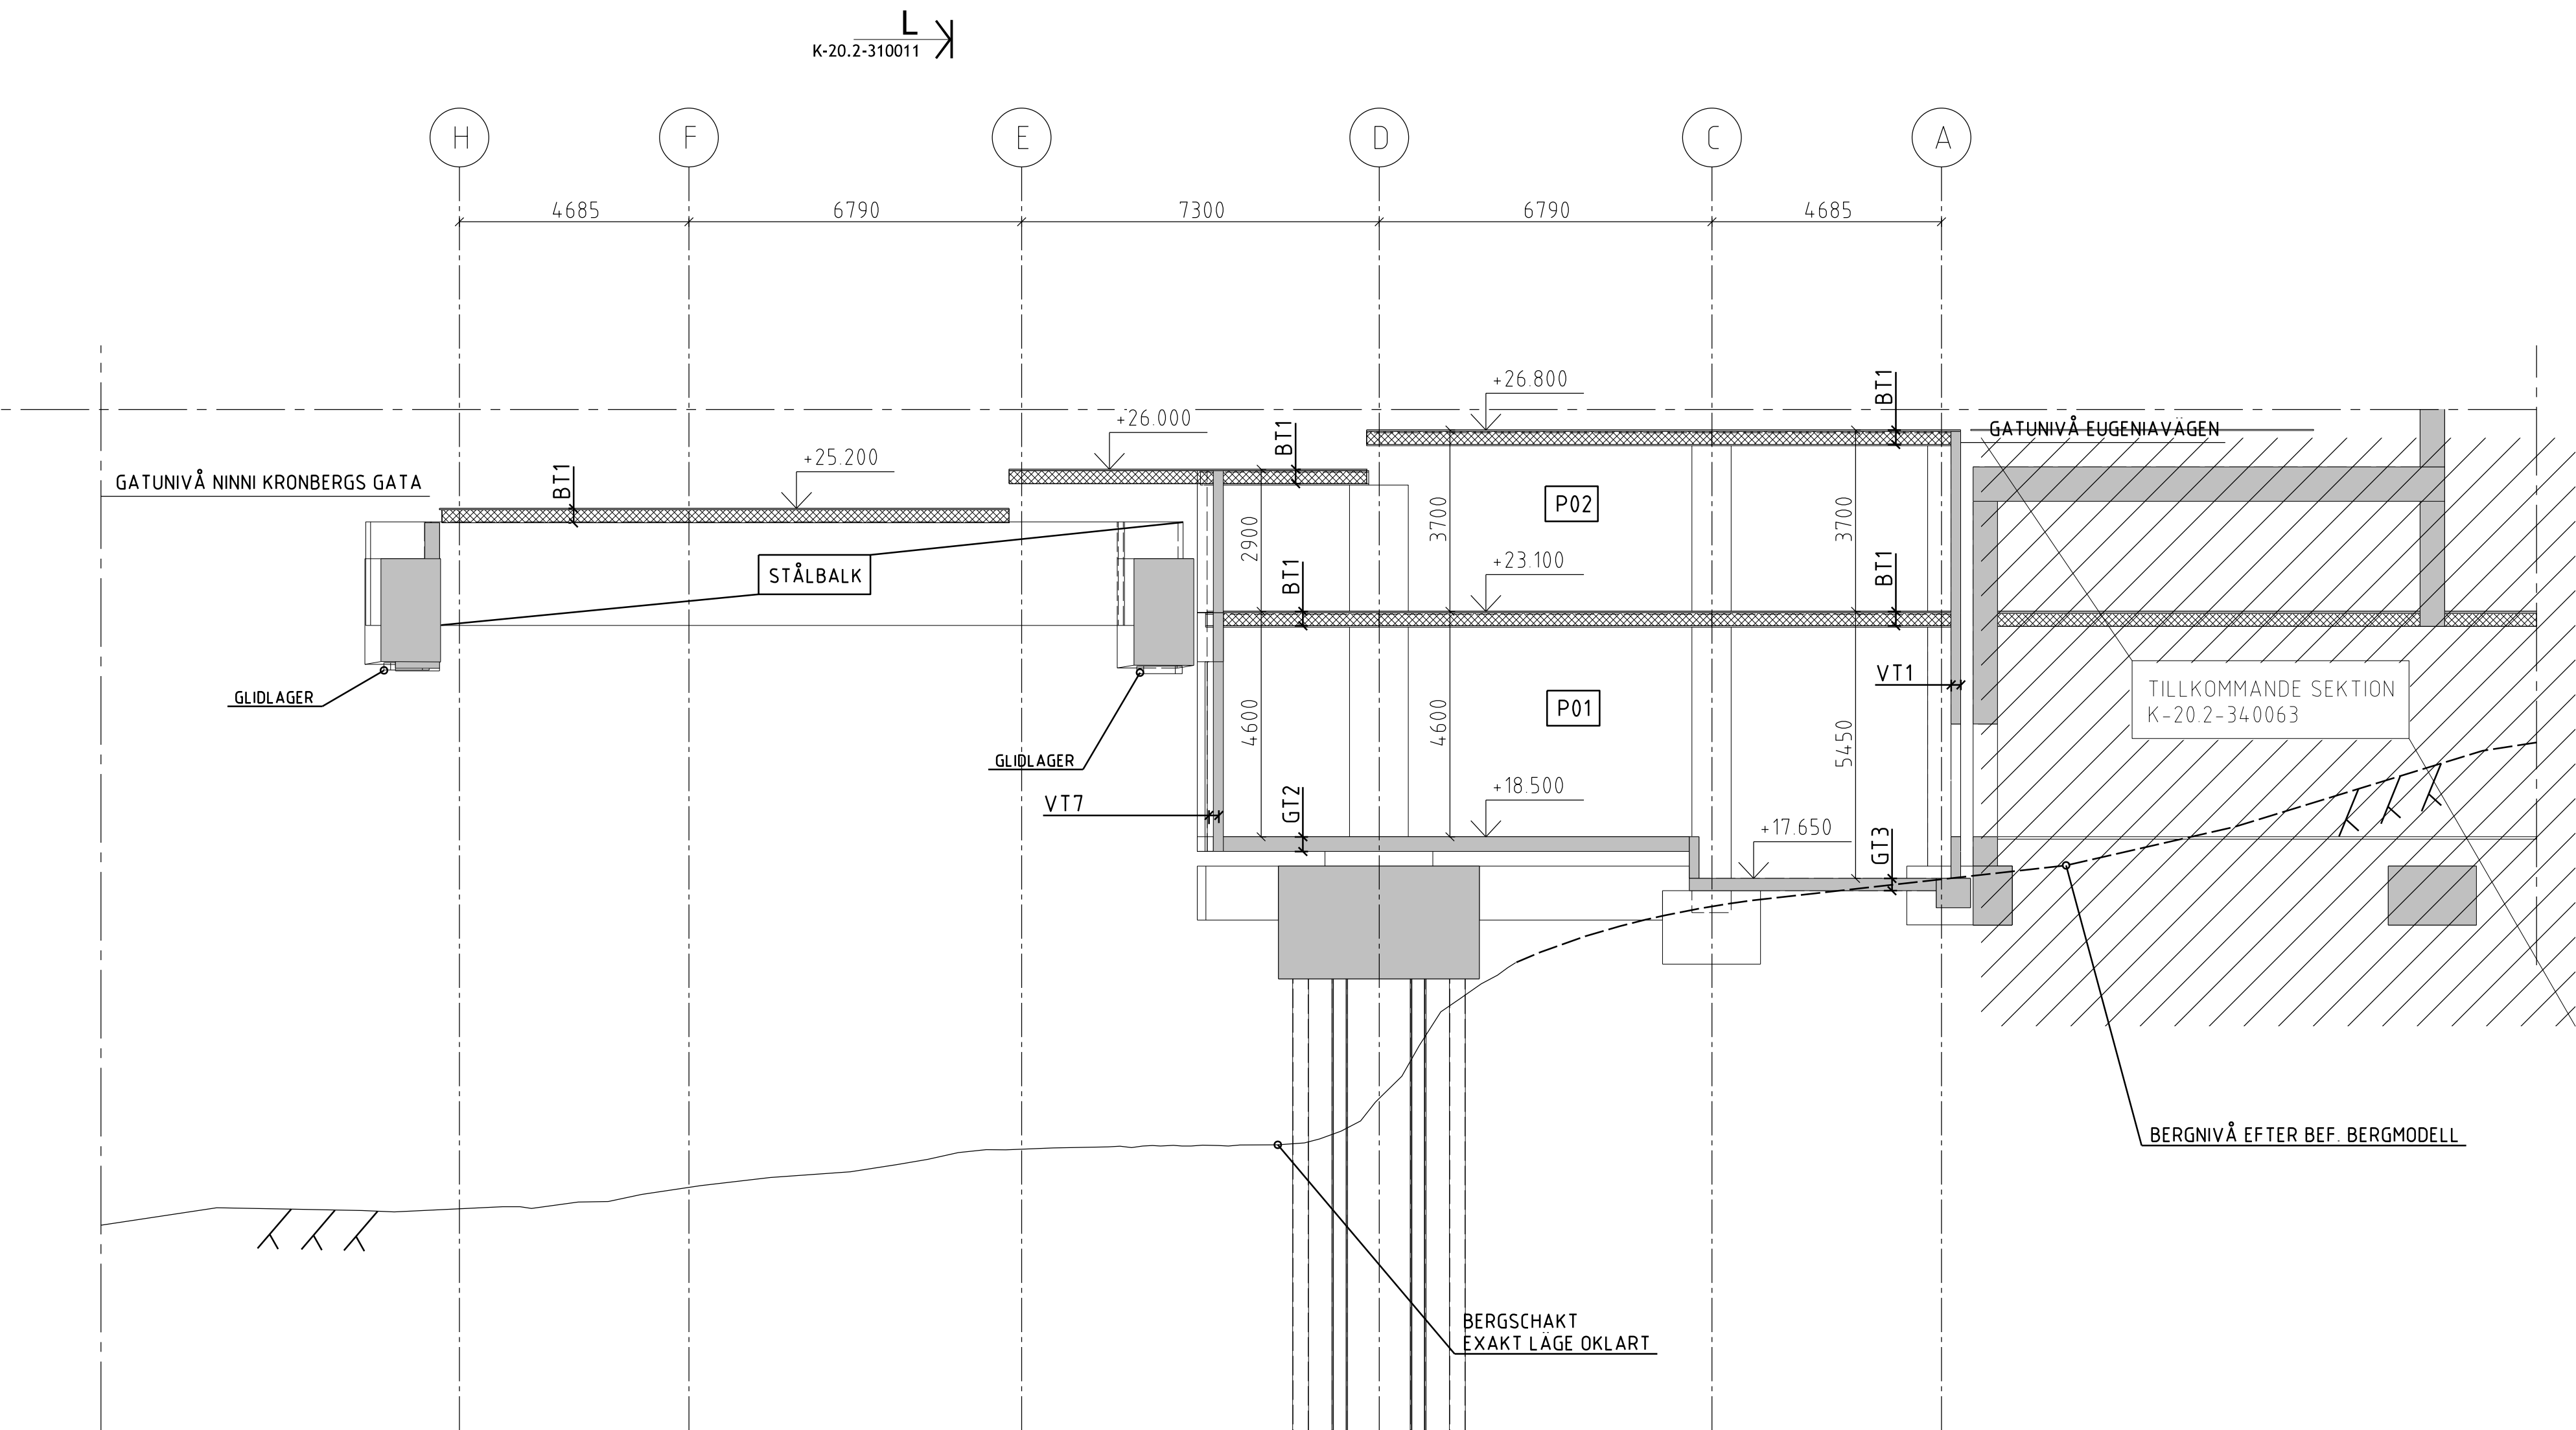 L
K-20.2-310011
H
F
E
D
C
A
4685
6790
7300
6790
4685
+26.800
BT1
+26.000
BT1
GATUNIVÅ EUGENIAVÄGEN
+25.200
BT1
GATUNIVÅ NINNI KRONBERGS GATA
P02
3700
3700
2900
STÅLBALK
+23.100
BT1
BT1
VT1
TILLKOMMANDE SEKTION
K-20.2-340063
GLIDLAGER
P01
4600
4600
5450
GLIDLAGER
VT7
+18.500
GT2
+17.650
GT3
BERGNIVÅ EFTER BEF. BERGMODELL
BERGSCHAKT
EXAKT LÄGE OKLART